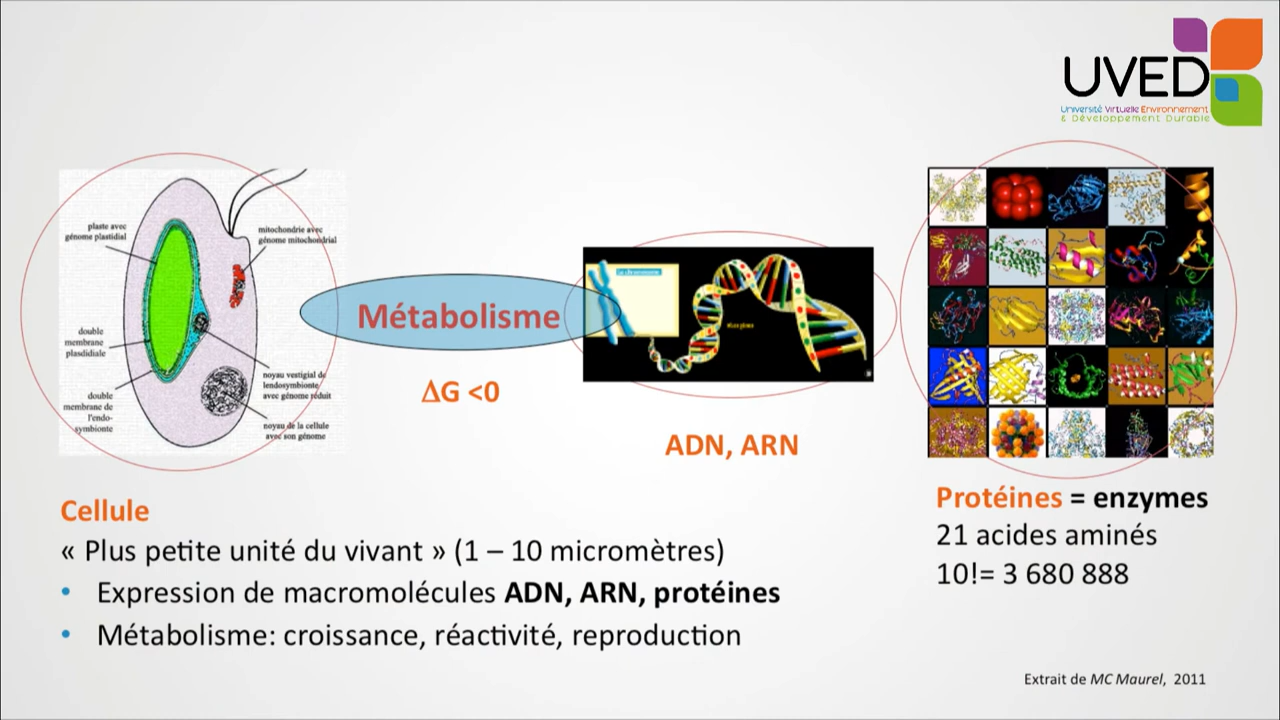 UVED
Université Virtuelle Environnement
& Développement Durable
plaste avec
génome plastidial
mitochondrie avec
génome mitochondrial
double
membrane
plasdidiale
double
membrane de
l'endo-
symbionte
noyau vestigial de
lendosymbionte
avec génome réduit
noyau de la cellule
avec son génome
Métabolisme
ΔG <0
Le chromosome
ADN, ARN
Cellule
« Plus petite unité du vivant » (1 – 10 micromètres)
• Expression de macromolécules ADN, ARN, protéines
• Métabolisme: croissance, réactivité, reproduction
Protéines = enzymes
21 acides aminés
10!= 3 680 888
Extrait de MC Maurel, 2011